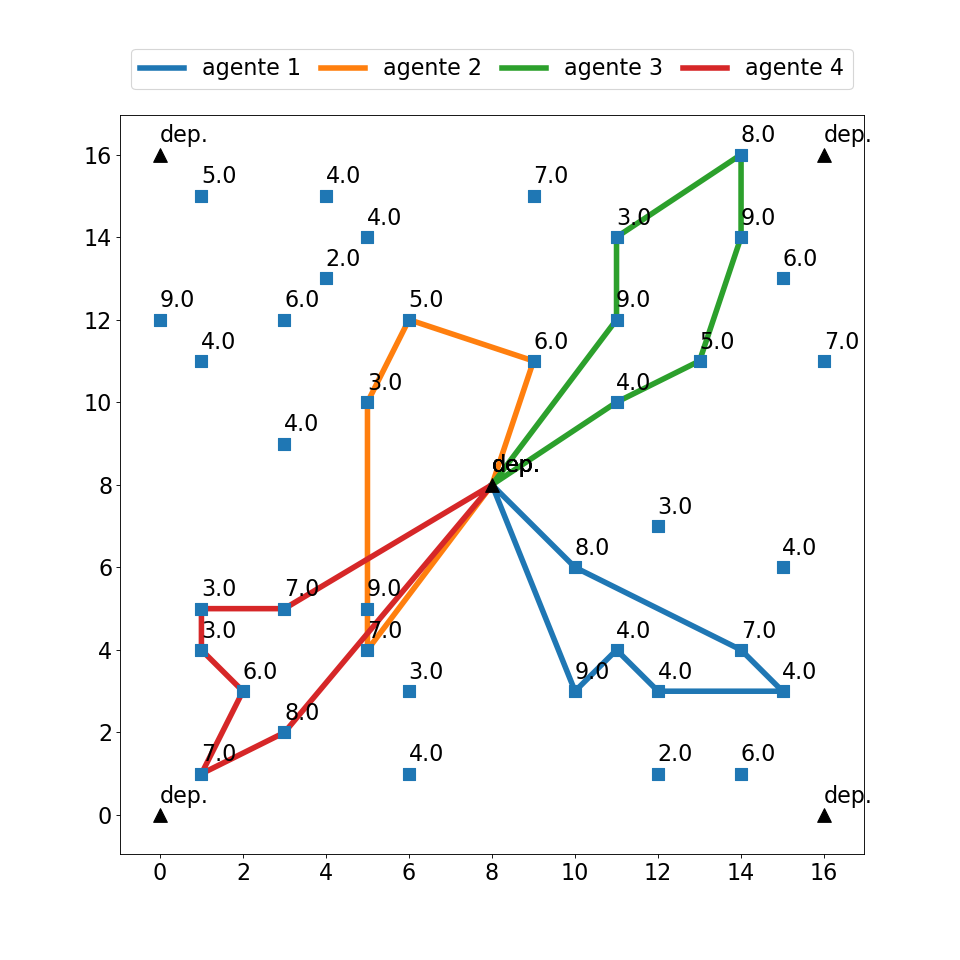 agente 1 agente 2 agente 3 agente 4
dep. 8.0 dep.
16
5.0 4.0 7.0
4.0 3.0 9.0
14
2.0 6.0
9.0 6.0 5.0 9.0
12
4.0 6.0 5.0 7.0
3.0 4.0
10
4.0
dep.
8
3.0
8.0 4.0
6
3.0 7.0 9.0
3.0 7.0 4.0 7.0
4
6.0 3.0 9.0 4.0 4.0
8.0
2
7.0 4.0 2.0 6.0
dep. dep.
0
0 2 4 6 8 10 12 14 16